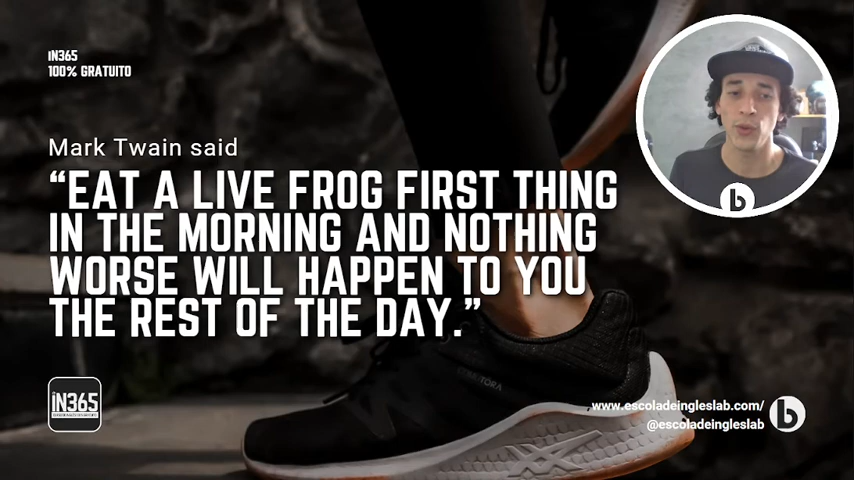 iN365
100% GRATUITO
Mark Twain said
“EAT A LIVE FROG FIRST THING
IN THE MORNING AND NOTHING
WORSE WILL HAPPEN TO YOU
THE REST OF THE DAY.”
iN365
www.escoladeingleslab.com/
@escoladeingleslab
b
b